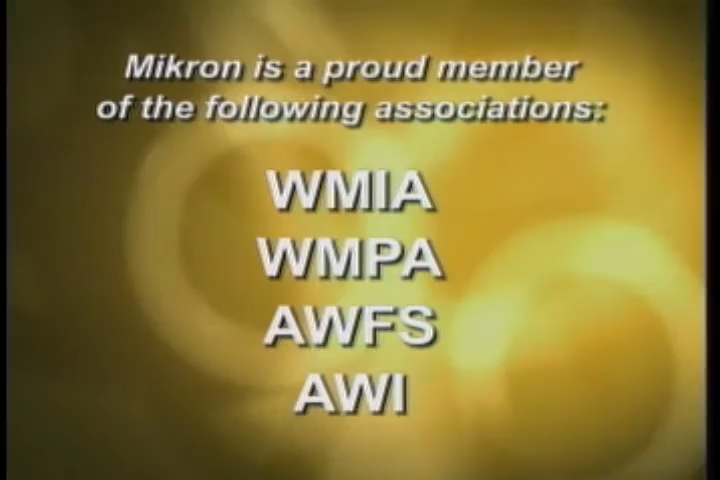 Mikron is a proud member
of the following associations:
WMIA
WMPA
AWFS
AWI